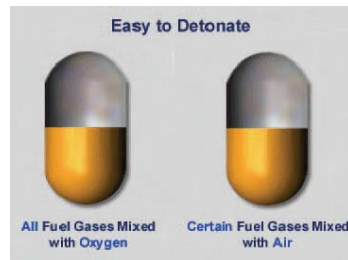 Easy to Detonate
All Fuel Gases Mixed
with Oxygen
Certain Fuel Gases Mixed
with Air